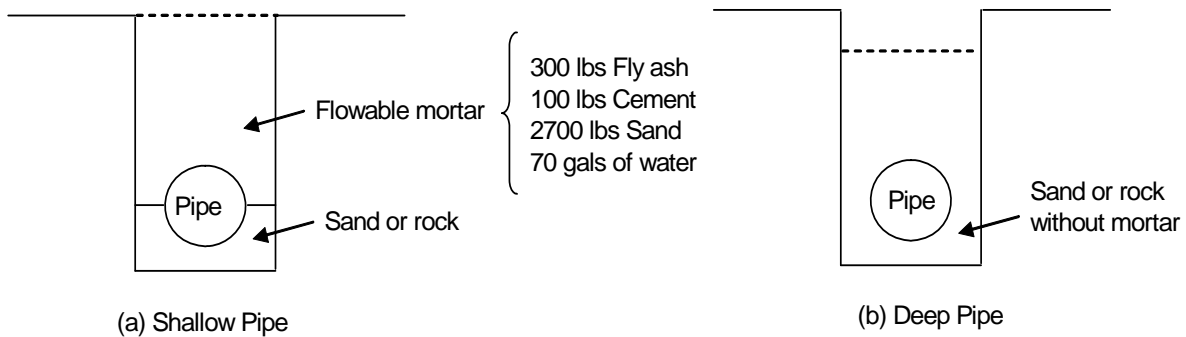 300 lbs Fly ash
100 lbs Cement
Flowable mortar
2700 lbs Sand
70 gals of water
Pipe
Sand or rock
(a) Shallow Pipe
Pipe
Sand or rock
without mortar
(b) Deep Pipe